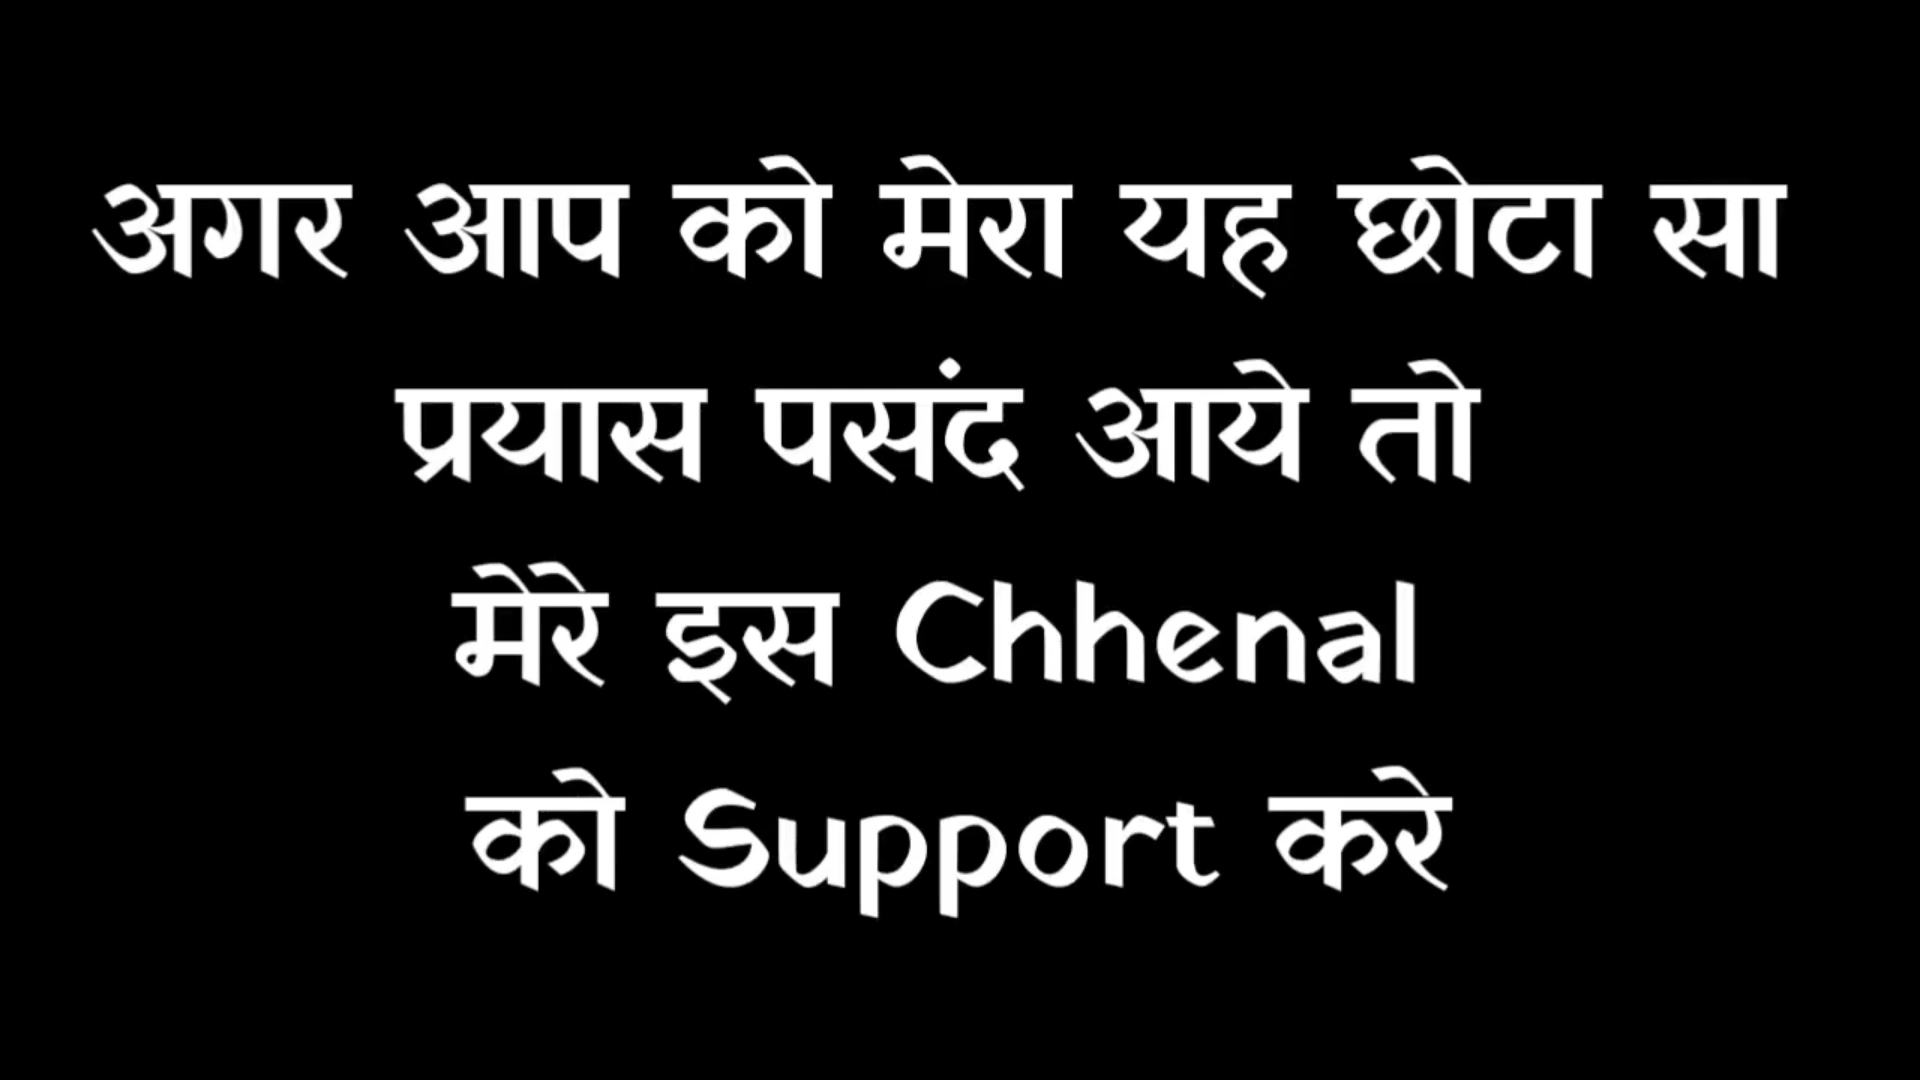 अगर आप को मेरा यह छोटा सा
प्रयास पसंद आये तो
मेरे इस Chhenal
को Support करे